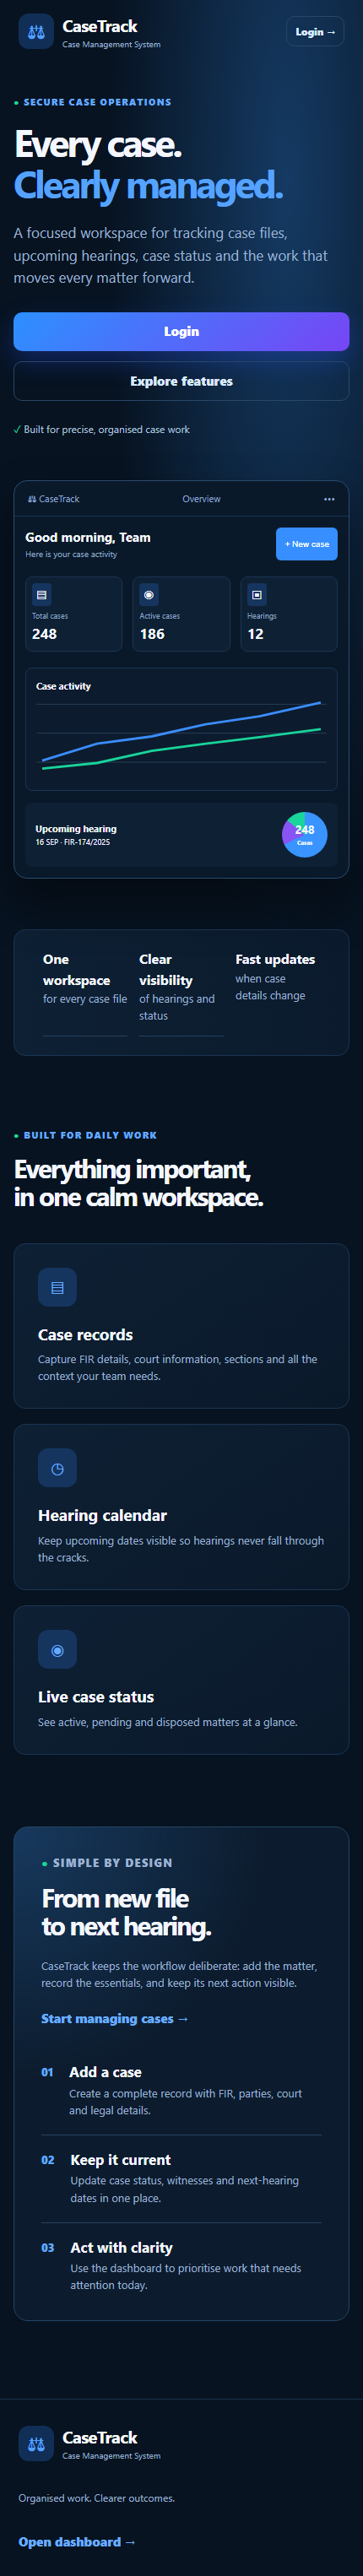 CaseTrack
Case Management System
Login →
SECURE CASE OPERATIONS
Every case.
Clearly managed.
A focused workspace for tracking case files,
upcoming hearings, case status and the work that
moves every matter forward.
Login
Explore features
✓ Built for precise, organised case work
CaseTrack
Overview
•••
Good morning, Team
Here is your case activity
+ New case
Total cases
248
Active cases
186
Hearings
12
Case activity
Upcoming hearing
16 SEP · FIR-174/2025
248
Cases
One
workspace
for every case file
Clear
visibility
of hearings and
status
Fast updates
when case
details change
BUILT FOR DAILY WORK
Everything important,
in one calm workspace.
Case records
Capture FIR details, court information, sections and all the
context your team needs.
Hearing calendar
Keep upcoming dates visible so hearings never fall through
the cracks.
Live case status
See active, pending and disposed matters at a glance.
SIMPLE BY DESIGN
From new file
to next hearing.
CaseTrack keeps the workflow deliberate: add the matter,
record the essentials, and keep its next action visible.
Start managing cases →
01 Add a case
Create a complete record with FIR, parties, court
and legal details.
02 Keep it current
Update case status, witnesses and next-hearing
dates in one place.
03 Act with clarity
Use the dashboard to prioritise work that needs
attention today.
CaseTrack
Case Management System
Organised work. Clearer outcomes.
Open dashboard →